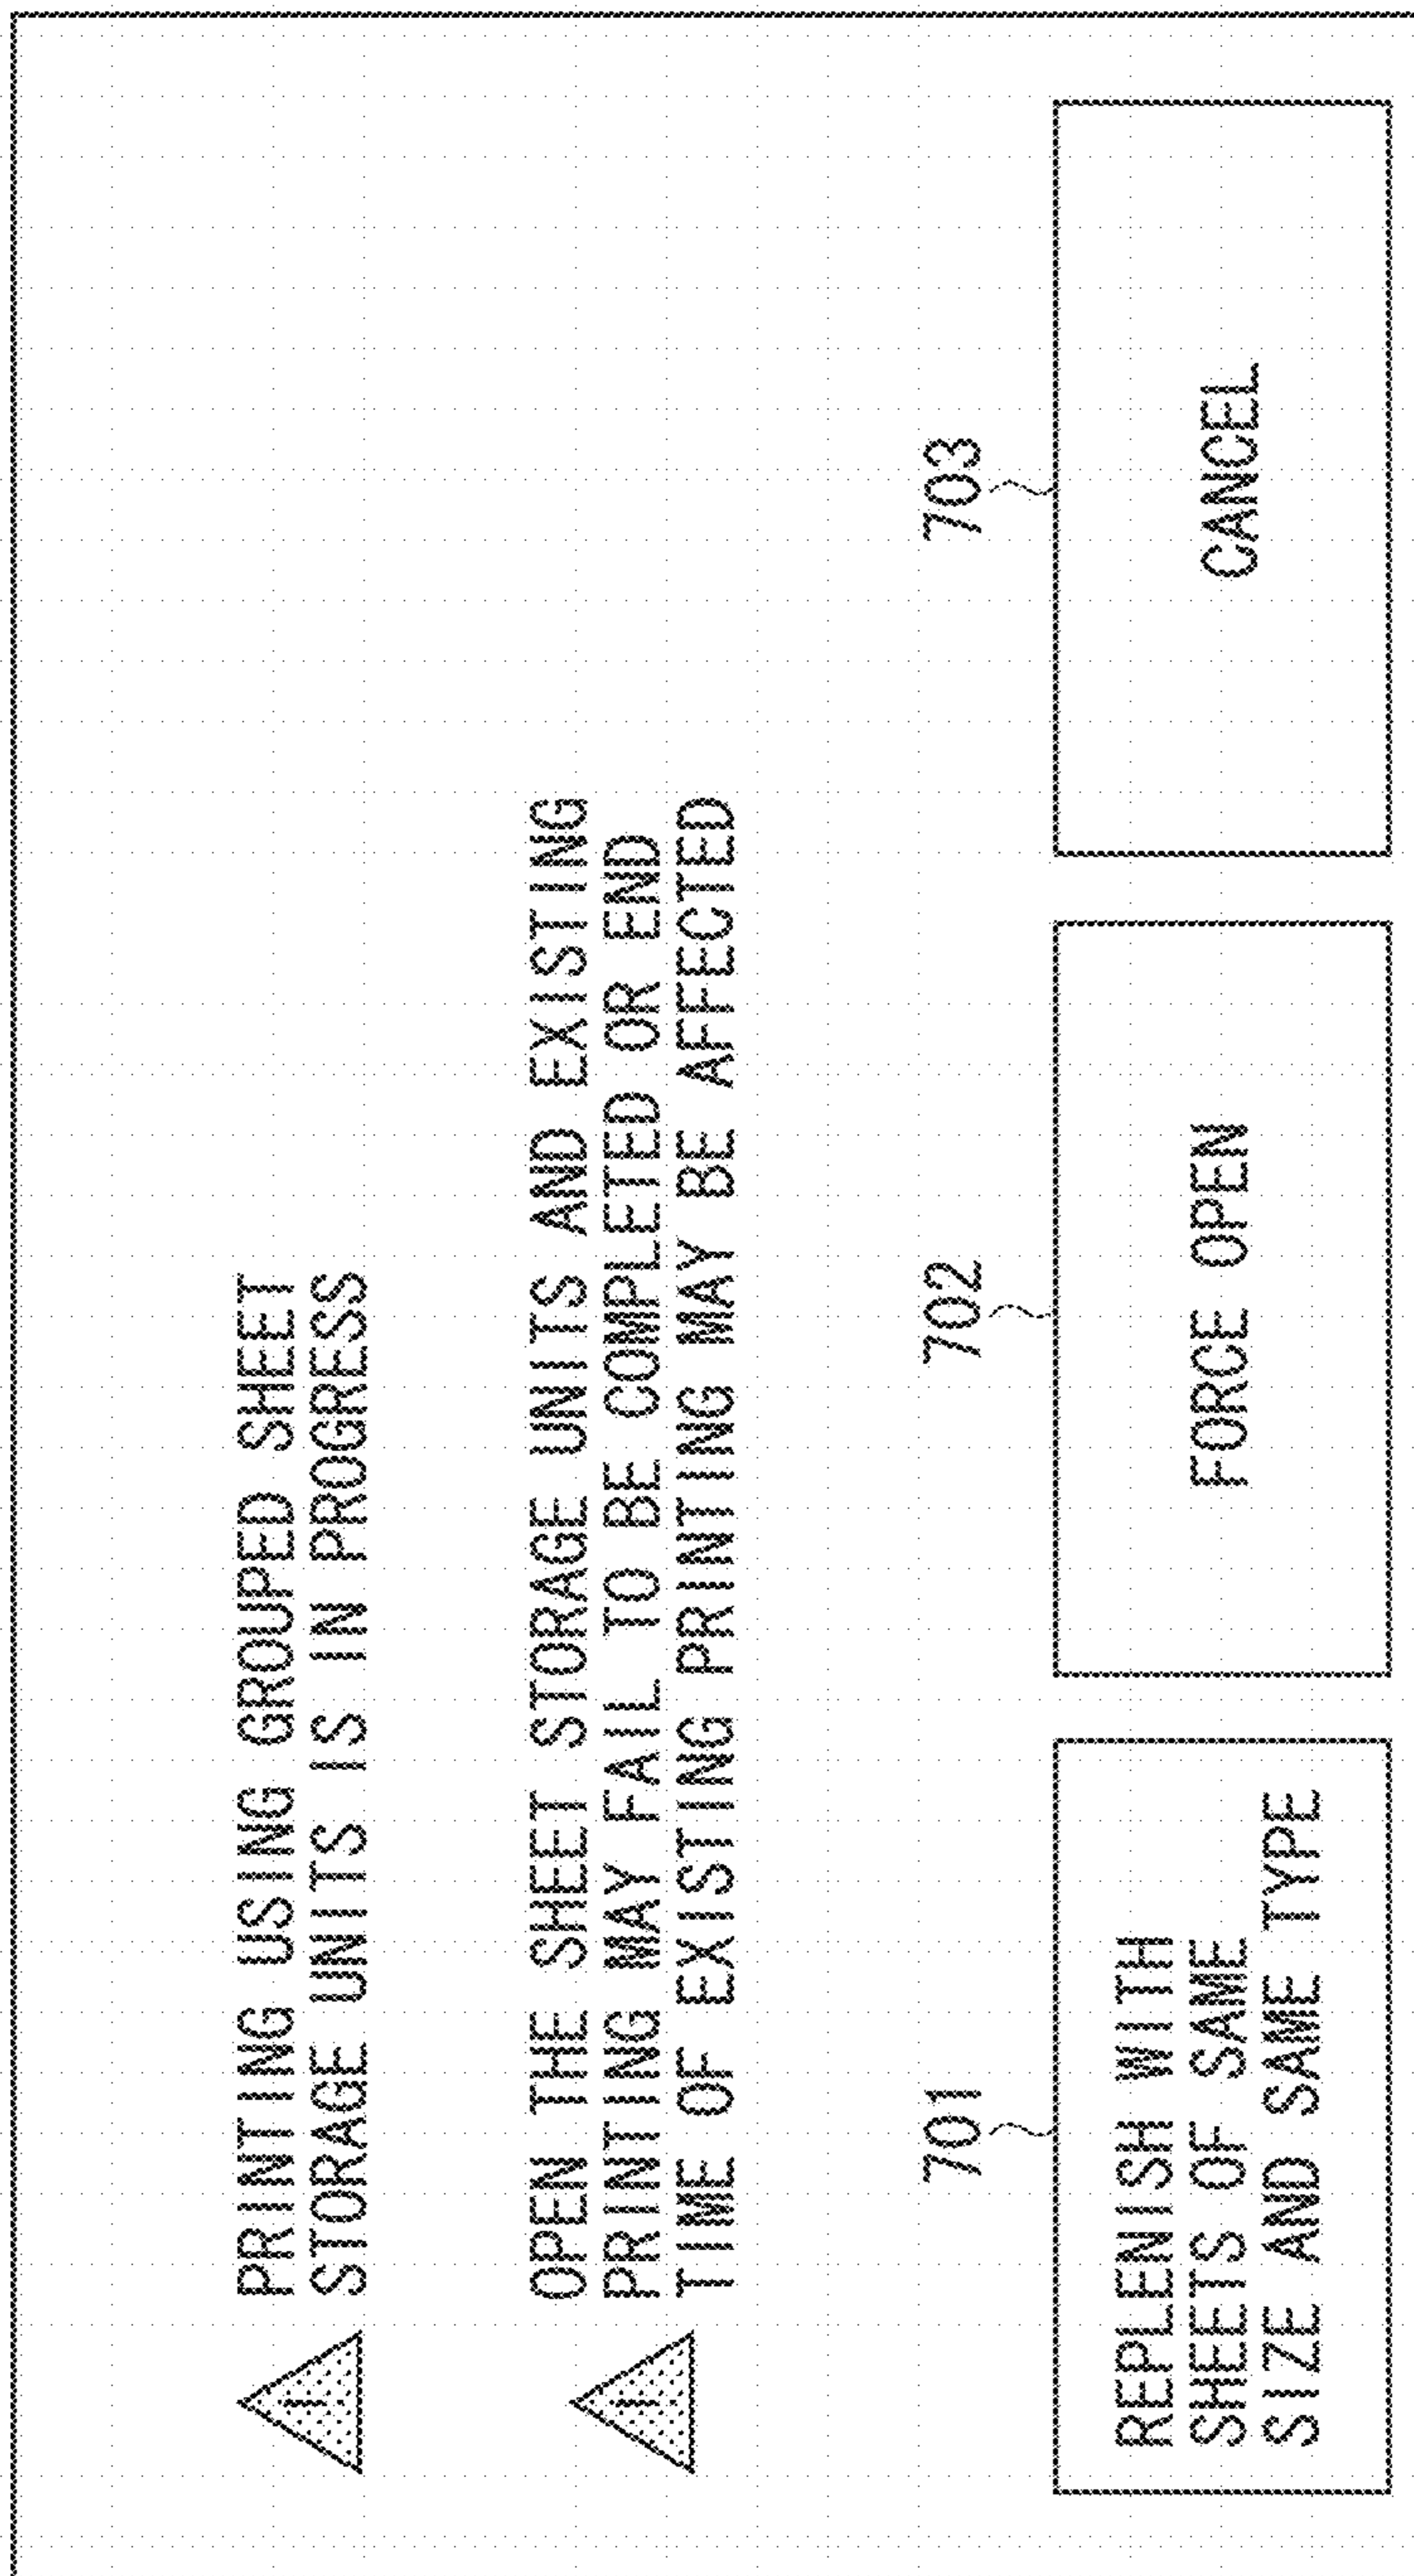 PRINTING USING GROUPED SHEET
STORAGE UNITS IS IN PROGRESS
OPEN THE SHEET STORAGE UNITS AND EXISTING
PRINTING MAY FAIL TO BE COMPLETED OR END
TIME OF EXISTING PRINTING MAY BE AFFECTED
701
REPLENISH WITH
SHEETS OF SAME
SIZE AND SAME TYPE
702
FORCE OPEN
703
CANCEL